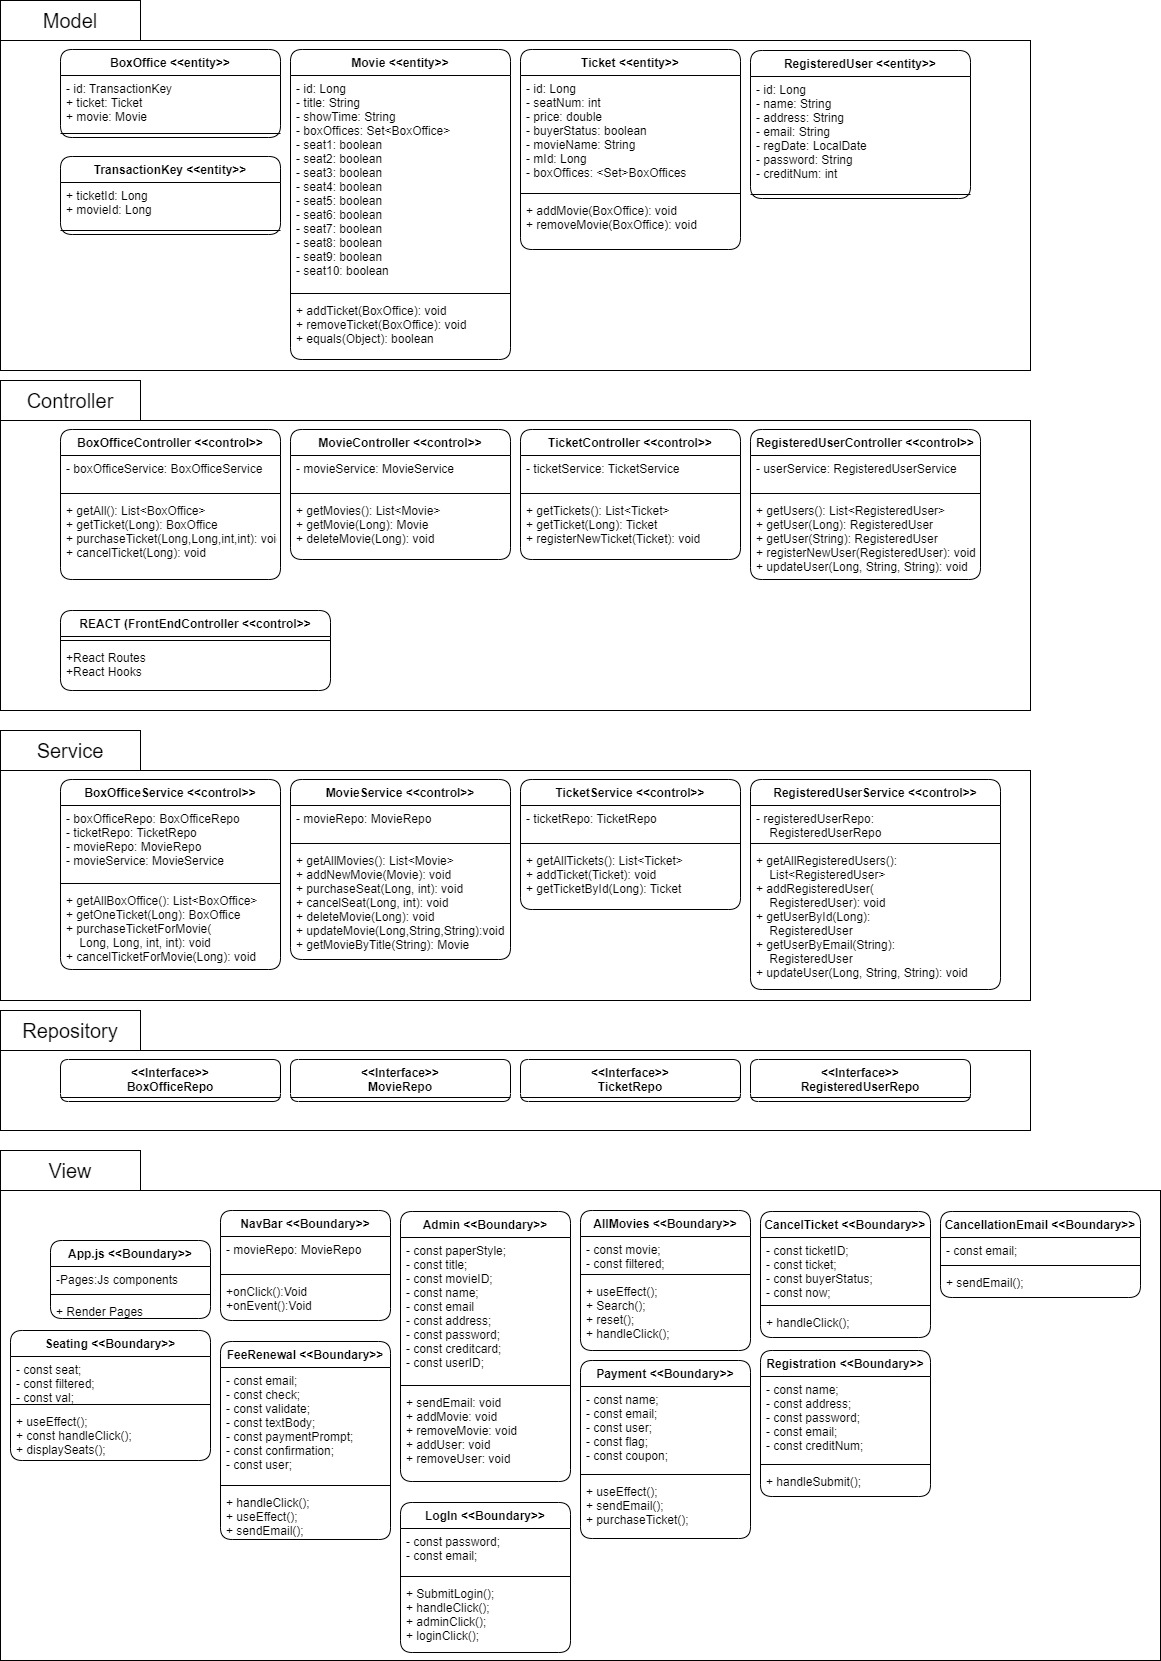 Model
BoxOffice <<entity>>
- id: TransactionKey
+ ticket: Ticket
+ movie: Movie
TransactionKey <<entity>>
+ ticketId: Long
+ movieId: Long
Movie <<entity>>
- id: Long
- title: String
- showTime: String
- boxOffices: Set<BoxOffice>
- seat1: boolean
- seat2: boolean
- seat3: boolean
- seat4: boolean
- seat5: boolean
- seat6: boolean
- seat7: boolean
- seat8: boolean
- seat9: boolean
- seat10: boolean
+ addTicket(BoxOffice): void
+ removeTicket(BoxOffice): void
+ equals(Object): boolean
Ticket <<entity>>
- id: Long
- seatNum: int
- price: double
- buyerStatus: boolean
- movieName: String
- mId: Long
- boxOffices: <Set>BoxOffices
+ addMovie(BoxOffice): void
+ removeMovie(BoxOffice): void
RegisteredUser <<entity>>
- id: Long
- name: String
- address: String
- email: String
- regDate: LocalDate
- password: String
- creditNum: int
Controller
BoxOfficeController <<control>>
- boxOfficeService: BoxOfficeService
+ getAll(): List<BoxOffice>
+ getTicket(Long): BoxOffice
+ purchaseTicket(Long,Long,int,int): voi
+ cancelTicket(Long): void
MovieController <<control>>
- movieService: MovieService
+ getMovies(): List<Movie>
+ getMovie(Long): Movie
+ deleteMovie(Long): void
TicketController <<control>>
- ticketService: TicketService
+ getTickets(): List<Ticket>
+ getTicket(Long): Ticket
+ registerNewTicket(Ticket): void
RegisteredUserController <<control>>
- userService: RegisteredUserService
+ getUsers(): List<RegisteredUser>
+ getUser(Long): RegisteredUser
+ getUser(String): RegisteredUser
+ registerNewUser(RegisteredUser): void
+ updateUser(Long, String, String): void
REACT (FrontEndController <<control>>
+React Routes
+React Hooks
Service
BoxOfficeService <<control>>
- boxOfficeRepo: BoxOfficeRepo
- ticketRepo: TicketRepo
- movieRepo: MovieRepo
- movieService: MovieService
+ getAllBoxOffice(): List<BoxOffice>
+ getOneTicket(Long): BoxOffice
+ purchaseTicketForMovie(
Long, Long, int, int): void
+ cancelTicketForMovie(Long): void
MovieService <<control>>
- movieRepo: MovieRepo
+ getAllMovies(): List<Movie>
+ addNewMovie(Movie): void
+ purchaseSeat(Long, int): void
+ cancelSeat(Long, int): void
+ deleteMovie(Long): void
+ updateMovie(Long,String,String):void
+ getMovieByTitle(String): Movie
TicketService <<control>>
- ticketRepo: TicketRepo
+ getAllTickets(): List<Ticket>
+ addTicket(Ticket): void
+ getTicketById(Long): Ticket
RegisteredUserService <<control>>
- registeredUserRepo:
RegisteredUserRepo
+ getAllRegisteredUsers():
List<RegisteredUser>
+ addRegisteredUser(
RegisteredUser): void
+ getUserById(Long):
RegisteredUser
+ getUserByEmail(String):
RegisteredUser
+ updateUser(Long, String, String): void
Repository
<<Interface>>
BoxOfficeRepo
<<Interface>>
MovieRepo
<<Interface>>
TicketRepo
<<Interface>>
RegisteredUserRepo
View
App.js <<Boundary>>
-Pages:Js components
+ Render Pages
Seating <<Boundary>>
- const seat;
- const filtered;
- const val;
+ useEffect();
+ const handleClick();
+ displaySeats();
NavBar <<Boundary>>
- movieRepo: MovieRepo
+onClick():Void
+onEvent():Void
FeeRenewal <<Boundary>>
- const email;
- const check;
- const validate;
- const textBody;
- const paymentPrompt;
- const confirmation;
- const user;
+ handleClick();
+ useEffect();
+ sendEmail();
Admin <<Boundary>>
- const paperStyle;
- const title;
- const movieID;
- const name;
- const email
- const address;
- const password;
- const creditcard;
- const userID;
+ sendEmail: void
+ addMovie: void
+ removeMovie: void
+ addUser: void
+ removeUser: void
LogIn <<Boundary>>
- const password;
- const email;
+ SubmitLogin();
+ handleClick();
+ adminClick();
+ loginClick();
AllMovies <<Boundary>>
- const movie;
- const filtered;
+ useEffect();
+ Search();
+ reset();
+ handleClick();
Payment <<Boundary>>
- const name;
- const email;
- const user;
- const flag;
- const coupon;
+ useEffect();
+ sendEmail();
+ purchaseTicket();
CancelTicket <<Boundary>>
- const ticketID;
- const ticket;
- const buyerStatus;
- const now;
+ handleClick();
Registration <<Boundary>>
- const name;
- const address;
- const password;
- const email;
- const creditNum;
+ handleSubmit();
CancellationEmail <<Boundary>>
- const email;
+ sendEmail();